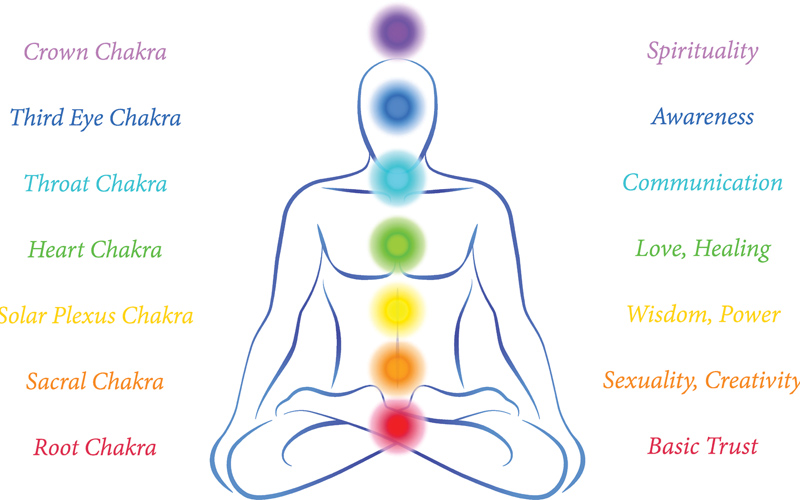 Crown Chakra
Spirituality
Third Eye Chakra
Awareness
Throat Chakra
Communication
Heart Chakra
Love, Healing
Solar Plexus Chakra
Wisdom, Power
Sacral Chakra
Sexuality, Creativity
Root Chakra
Basic Trust